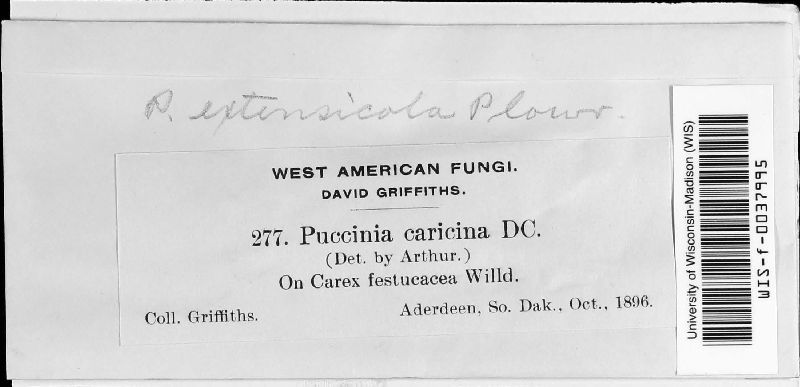 P. extensicola Plowr.
WEST AMERICAN FUNGI.
DAVID GRIFFITHS.
277. Puccinia caricina DC.
(Det. by Arthur.)
On Carex festucacea Willd.
Coll. Griffiths.
Aderdeen, So. Dak., Oct., 1896.
University of Wisconsin-Madison (WIS)
WIS-f-0037995